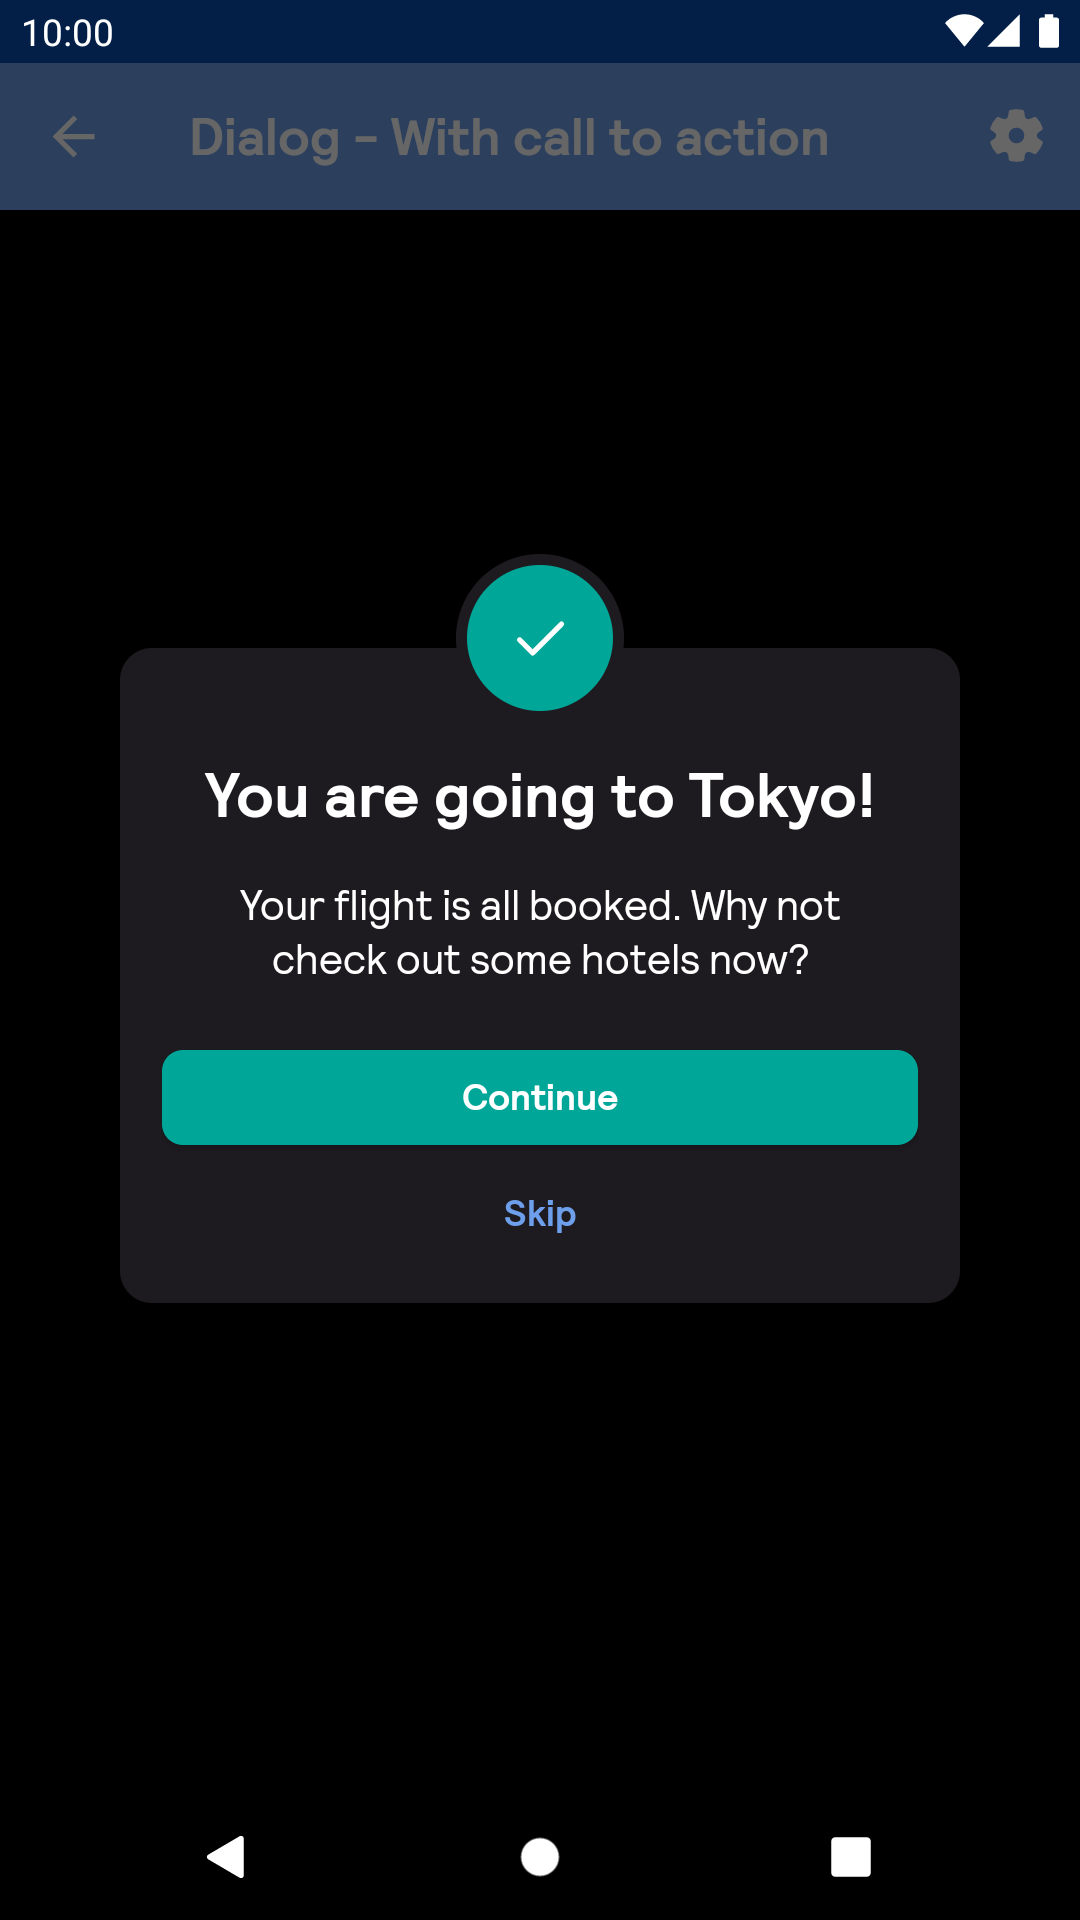 10:00
Dialog - With call to action
You are going to Tokyo!
Your flight is all booked. Why not
check out some hotels now?
Continue
Skip